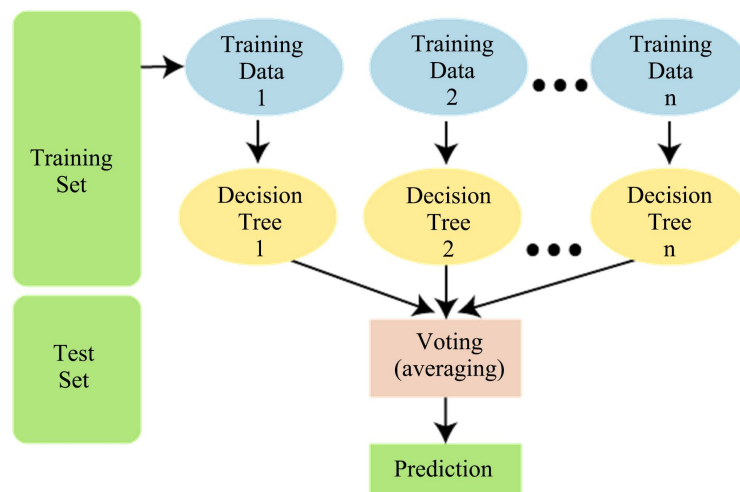 Training
Set
Test
Set
Training
Data
1
Training
Data
2
Training
Data
n
Decision
Tree
1
Decision
Tree
2
Decision
Tree
n
Voting
(averaging)
Prediction